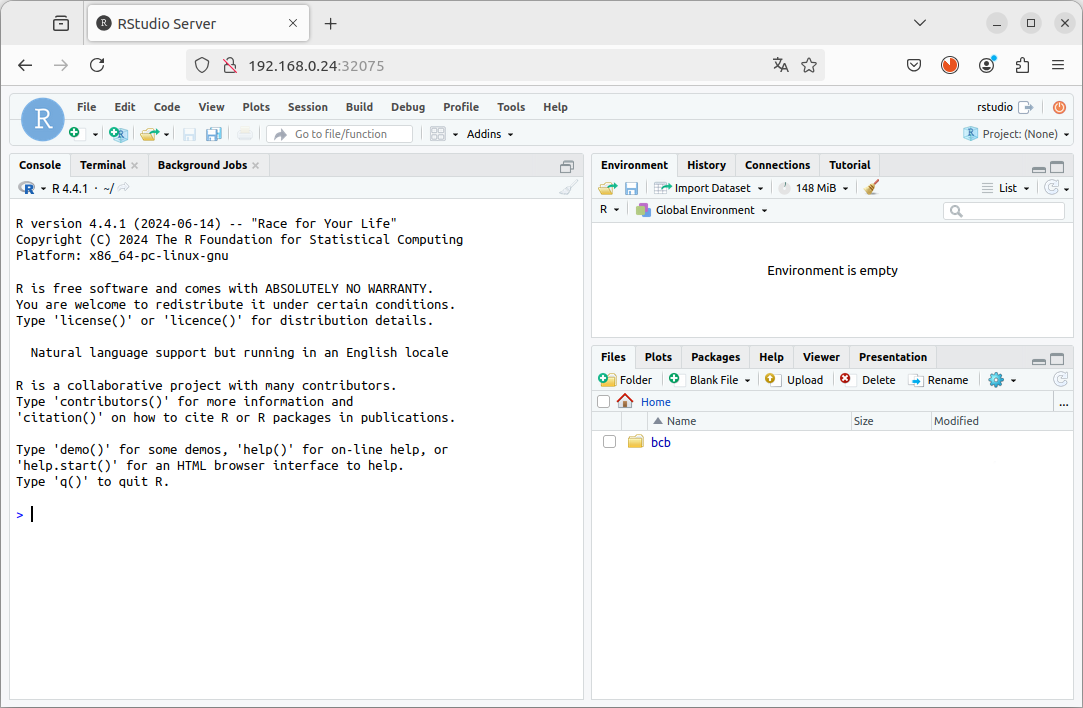 RStudio Server
192.168.0.24:32075
File Edit Code View Plots Session Build Debug Profile Tools Help
rstudio
R
Go to file/function
Addins
Project: (None)
Console Terminal Background Jobs
R 4.4.1 · ~/
R version 4.4.1 (2024-06-14) -- "Race for Your Life"
Copyright (C) 2024 The R Foundation for Statistical Computing
Platform: x86_64-pc-linux-gnu
R is free software and comes with ABSOLUTELY NO WARRANTY.
You are welcome to redistribute it under certain conditions.
Type 'license()' or 'licence()' for distribution details.
Natural language support but running in an English locale
R is a collaborative project with many contributors.
Type 'contributors()' for more information and
'citation()' on how to cite R or R packages in publications.
Type 'demo()' for some demos, 'help()' for on-line help, or
'help.start()' for an HTML browser interface to help.
Type 'q()' to quit R.
>
Environment History Connections Tutorial
Import Dataset 148 MiB List
R Global Environment
Environment is empty
Files Plots Packages Help Viewer Presentation
Folder Blank File Upload Delete Rename
Home ...
Name Size Modified
bcb